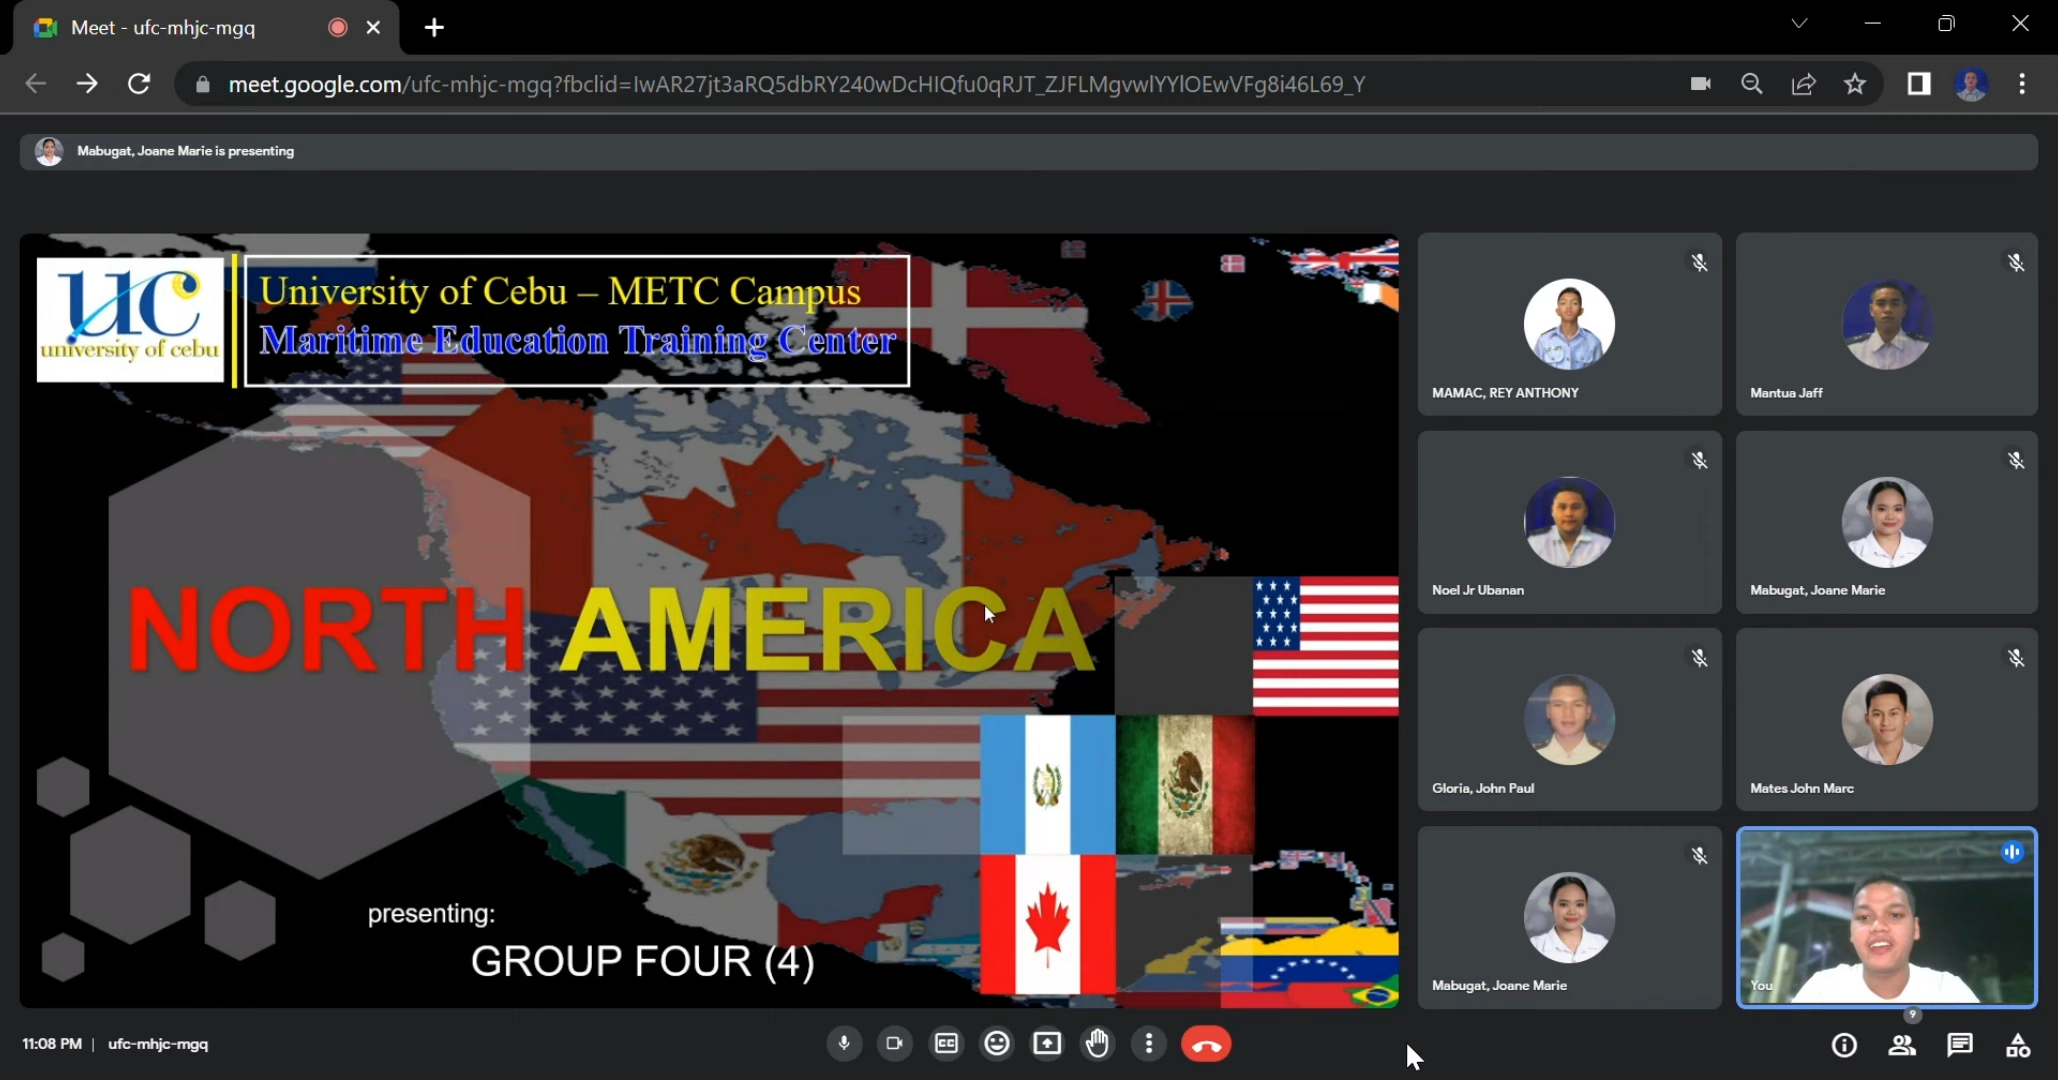 Meet - ufc-mhjc-mgq
meet.google.com/ufc-mhjc-mgq?fbclid=IwAR27jt3aRQ5dbRY240wDcHIQfu0qRJT_ZJFLMgvwlYYlOEwVFg8i46L69_Y
Mabugat, Joane Marie is presenting
UC
university of cebu
University of Cebu – METC Campus
Maritime Education Training Center
NORTH AMERICA
presenting:
GROUP FOUR (4)
MAMAC, REY ANTHONY
Mantua Jaff
Noel Jr Ubanan
Mabugat, Joane Marie
Gloria, John Paul
Mates John Marc
Mabugat, Joane Marie
You
11:08 PM | ufc-mhjc-mgq
CC
9